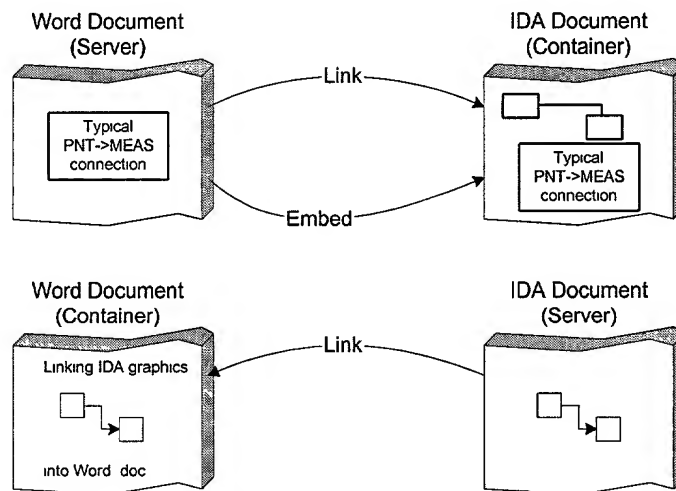 Word Document
(Server)
IDA Document
(Container)
Link
Typical
PNT->MEAS
connection
Typical
PNT->MEAS
connection
Embed
Word Document
(Container)
IDA Document
(Server)
Link
Linking IDA graphics
into Word doc